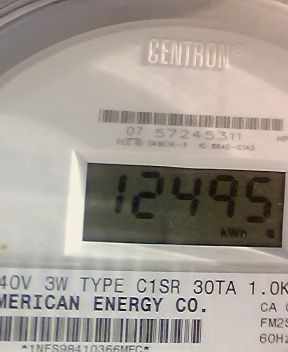 CENTRON®
07 57245311
12495
kWh
40V 3W TYPE C1SR 30TA 1.0K
MERICAN ENERGY CO.
CA
FM2S
60Hz
*1NES98410366MEC*